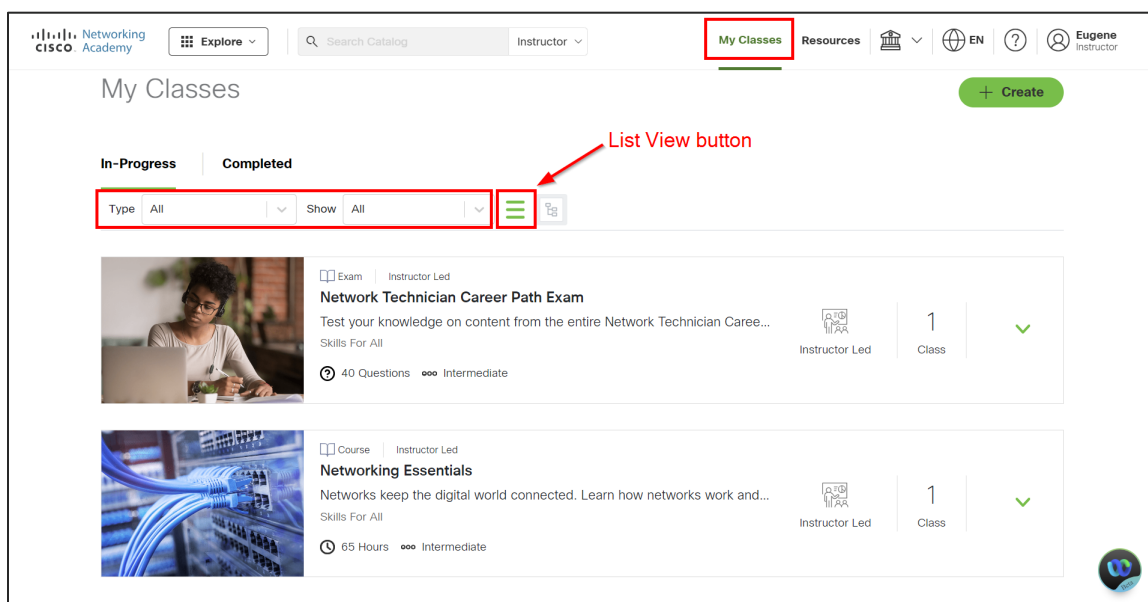 CISCO Networking Academy
Explore
Search Catalog
Instructor
My Classes
Resources
EN
?
Eugene
Instructor
My Classes
+ Create
List View button
In-Progress
Completed
Type All
Show All
Exam | Instructor Led
Network Technician Career Path Exam
Test your knowledge on content from the entire Network Technician Caree...
Skills For All
40 Questions Intermediate
Instructor Led
1
Class
Course | Instructor Led
Networking Essentials
Networks keep the digital world connected. Learn how networks work and...
Skills For All
65 Hours Intermediate
Instructor Led
1
Class
Beta